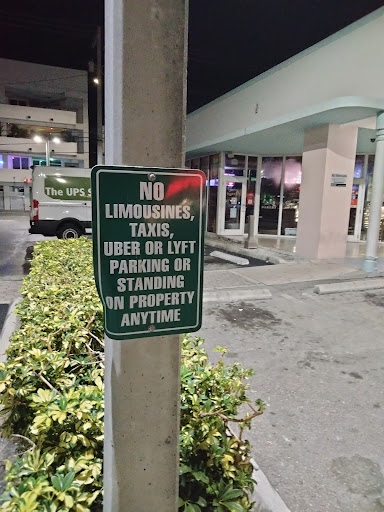 The UPS S
NO
LIMOUSINES,
TAXIS,
UBER OR LYFT
PARKING OR
STANDING
ON PROPERTY
ANYTIME